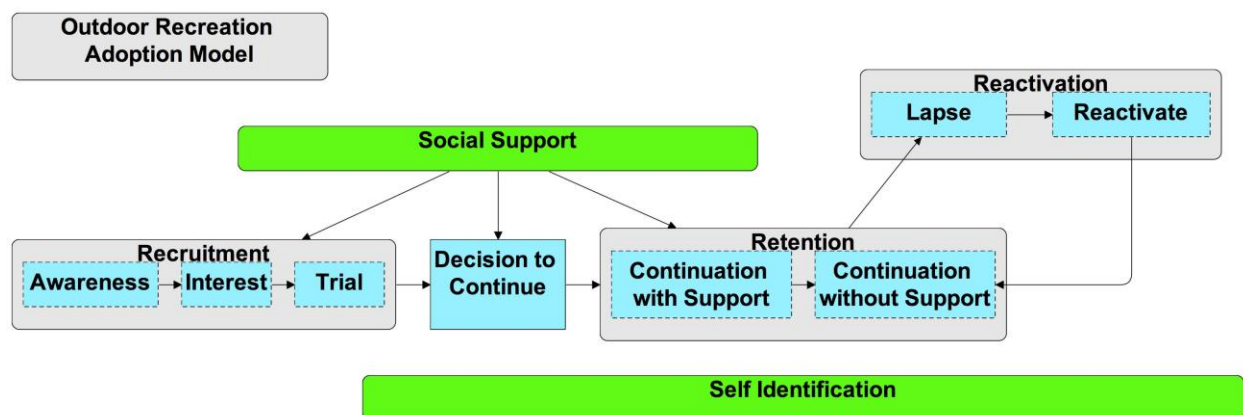 Outdoor Recreation
Adoption Model
Reactivation
Lapse
Reactivate
Social Support
Recruitment
Awareness
Interest
Trial
Decision to
Continue
Retention
Continuation
with Support
Continuation
without Support
Self Identification